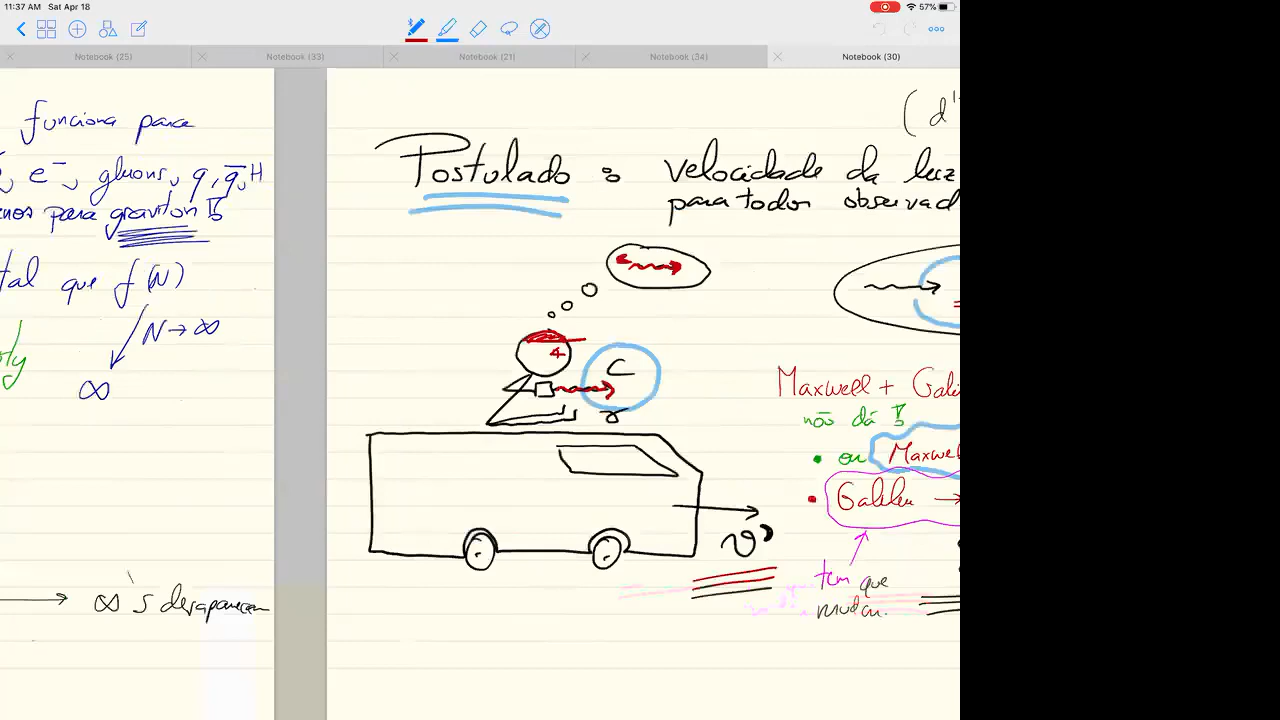 11:37 AM Sat Apr 18
57%
Notebook (25)
Notebook (33)
Notebook (21)
Notebook (34)
Notebook (30)
funciona para
e⁻, gluons, q, q̄, H
para graviton
tal que f(N)
N → ∞
∞
∞'s desaparecem
(d
Postulado : velocidade da luz
para todos observad
C
γ
v
Maxwell + Galil
não dá !
• ou Maxwel
• Galileu →
tem que
mudar.